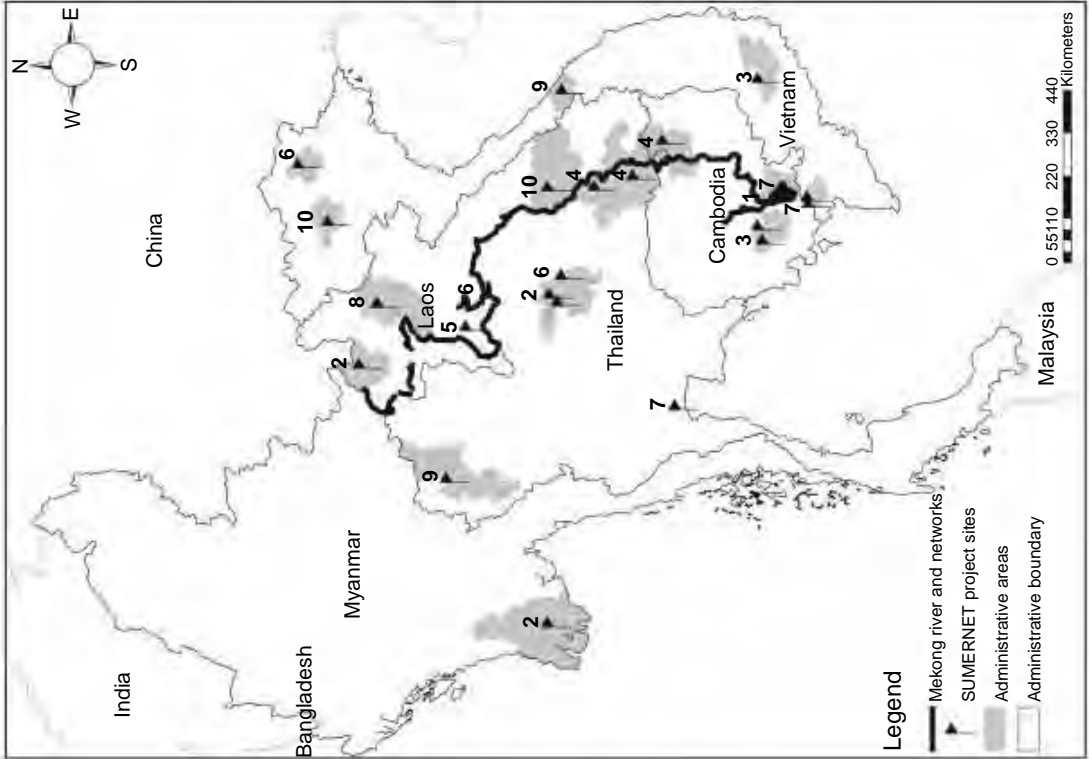 N
W E
S
India
China
Bangladesh
6
10
Myanmar
2
8
9
Laos
6
5
2
9
10
6
2
4
4
4
Thailand
7
Cambodia
3
3
1
7
7
Vietnam
Malaysia
0 55110 220 330 440
Kilometers
Legend
Mekong river and networks
SUMERNET project sites
Administrative areas
Administrative boundary